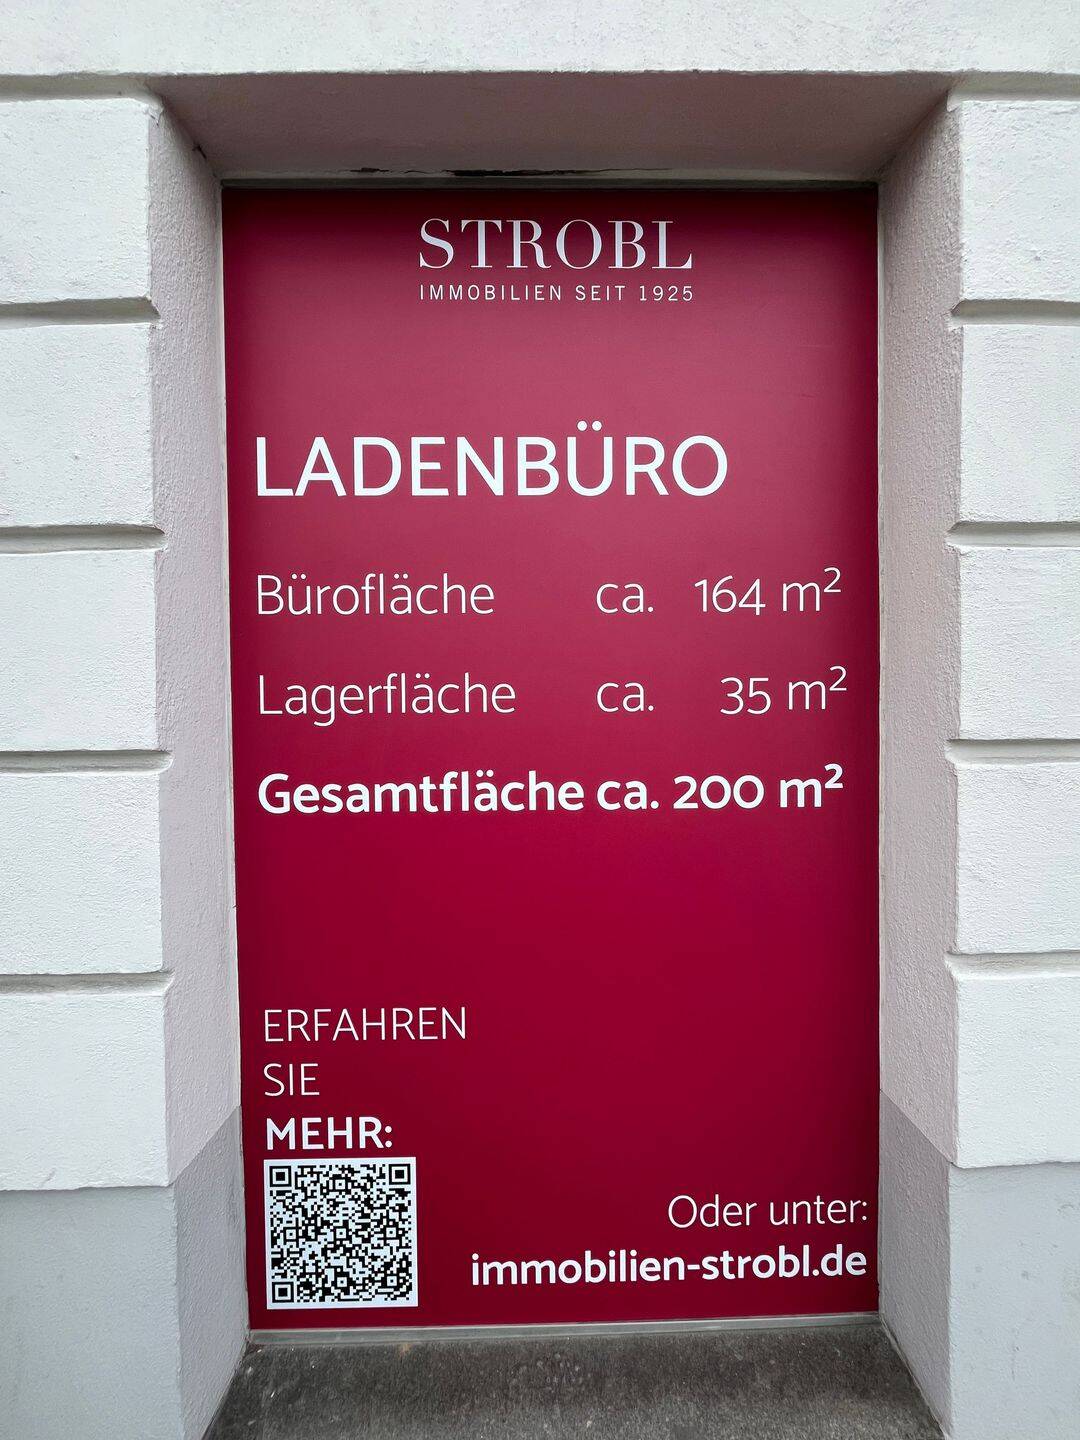 STROBL
IMMOBILIEN SEIT 1925
LADENBÜRO
Bürofläche ca. 164 m²
Lagerfläche ca. 35 m²
Gesamtfläche ca. 200 m²
ERFAHREN
SIE
MEHR:
Oder unter:
immobilien-strobl.de